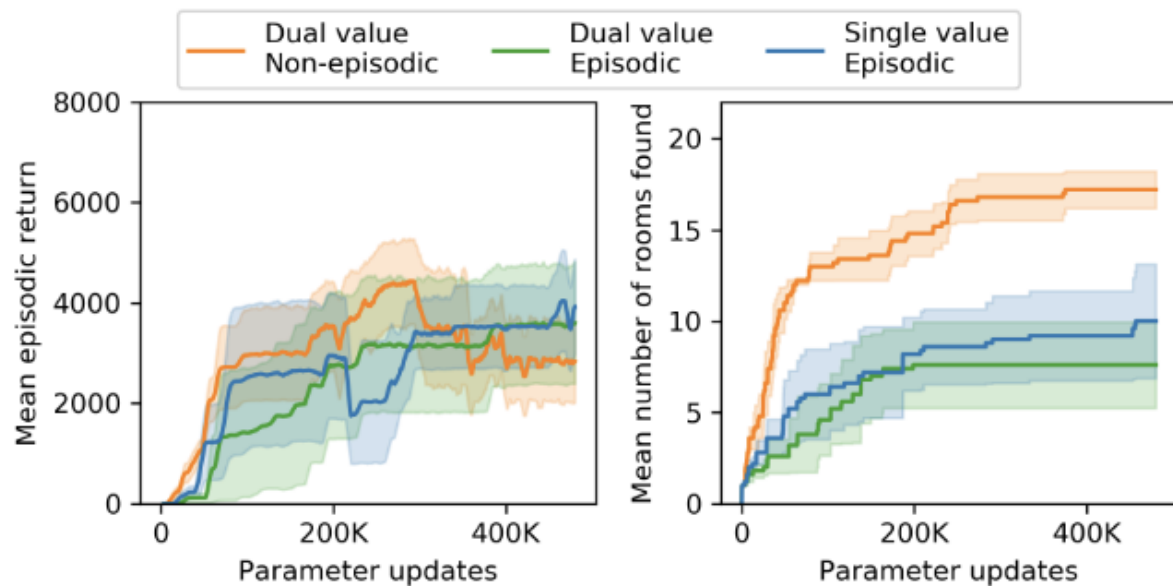 Dual value
Non-episodic
Dual value
Episodic
Single value
Episodic
Mean episodic return
8000
6000
4000
2000
0
0
200K
400K
Parameter updates
Mean number of rooms found
20
15
10
5
0
0
200K
400K
Parameter updates